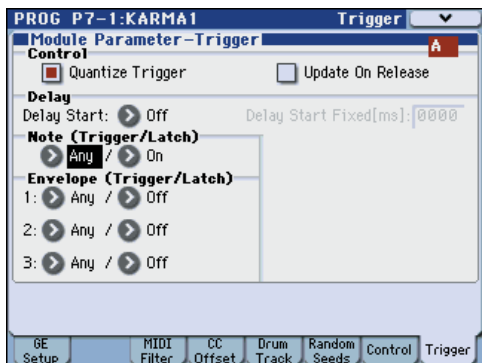 PROG P7-1:KARMA1 Trigger
Module Parameter-Trigger A
Control
Quantize Trigger Update On Release
Delay
Delay Start: Off Delay Start Fixed[ms]: 0000
Note (Trigger/Latch)
Any / On
Envelope (Trigger/Latch)
1: Any / Off
2: Any / Off
3: Any / Off
GE Setup MIDI Filter CC Offset Drum Track Random Seeds Control Trigger